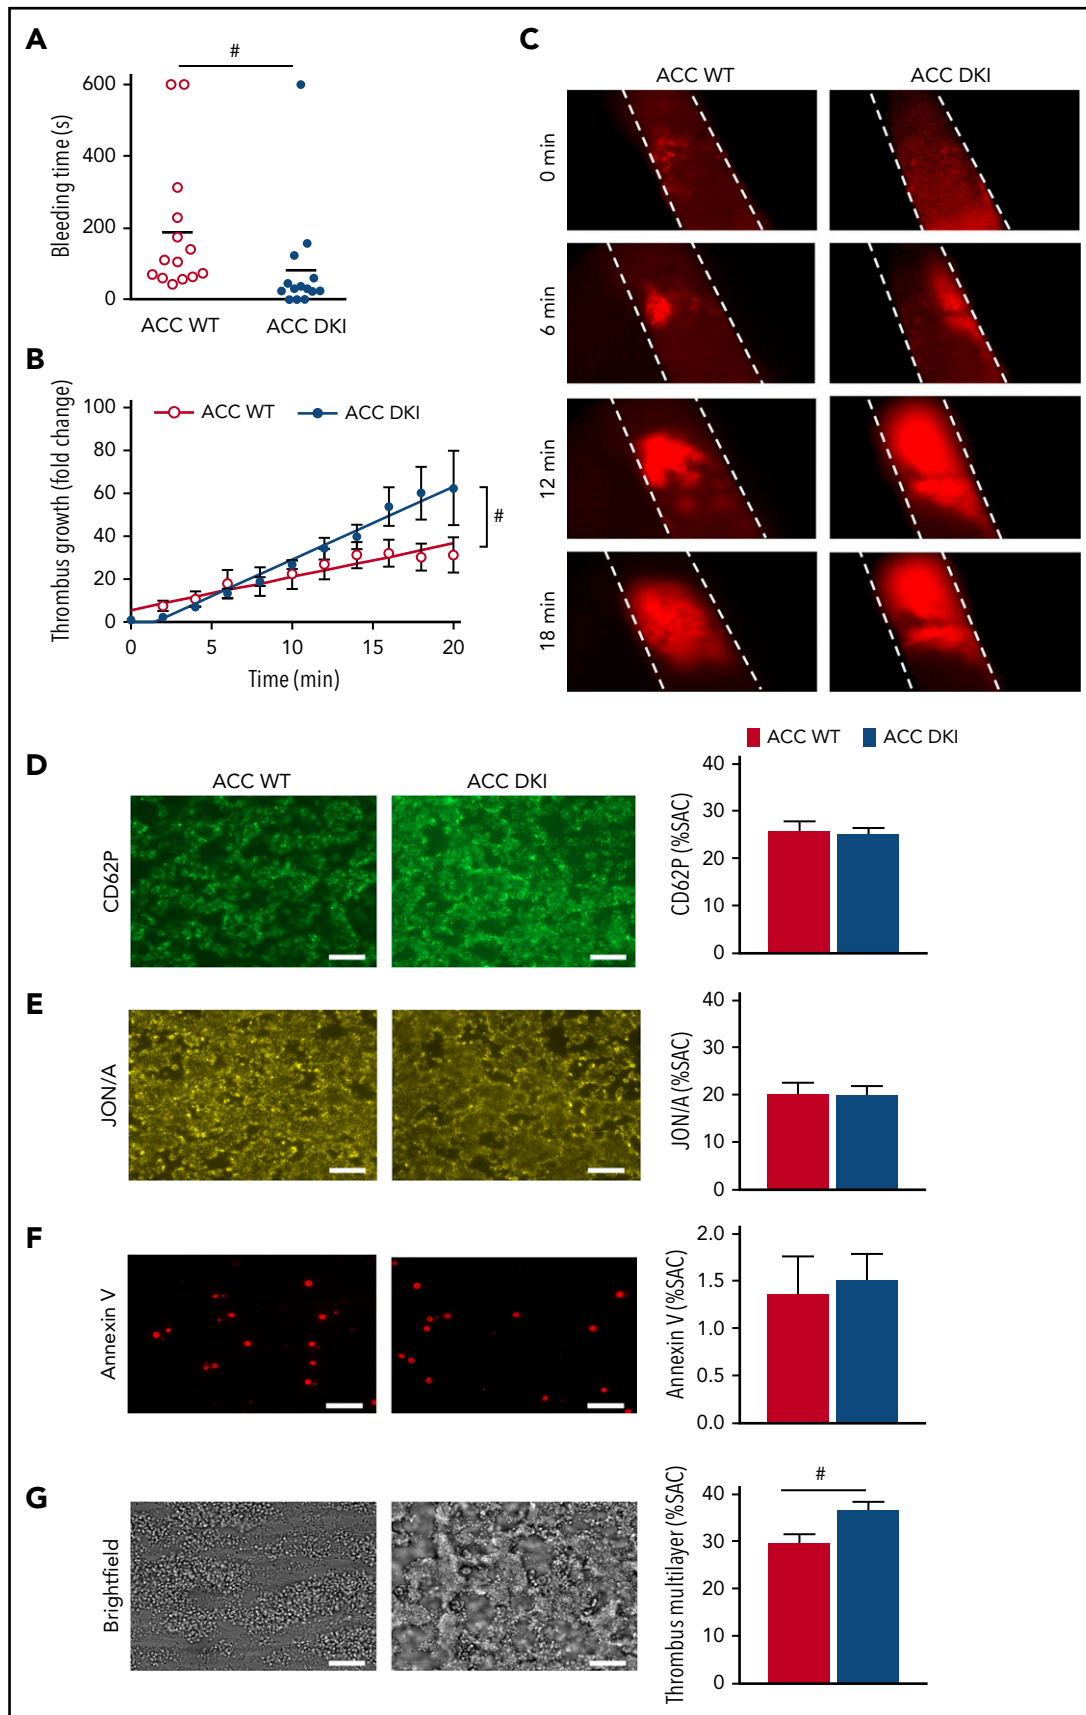 A
#
600
400
200
0
Bleeding time (s)
ACC WT
ACC DKI
B
100
80
60
40
20
0
Thrombus growth (fold change)
ACC WT
ACC DKI
#
0
5
10
15
20
Time (min)
C
ACC WT
ACC DKI
0 min
6 min
12 min
18 min
ACC WT
ACC DKI
D
ACC WT
ACC DKI
CD62P
40
30
20
10
0
CD62P (%SAC)
E
JON/A
40
30
20
10
0
JON/A (%SAC)
F
Annexin V
2.0
1.5
1.0
0.5
0.0
Annexin V (%SAC)
G
Brightfield
#
40
30
20
10
0
Thrombus multilayer (%SAC)